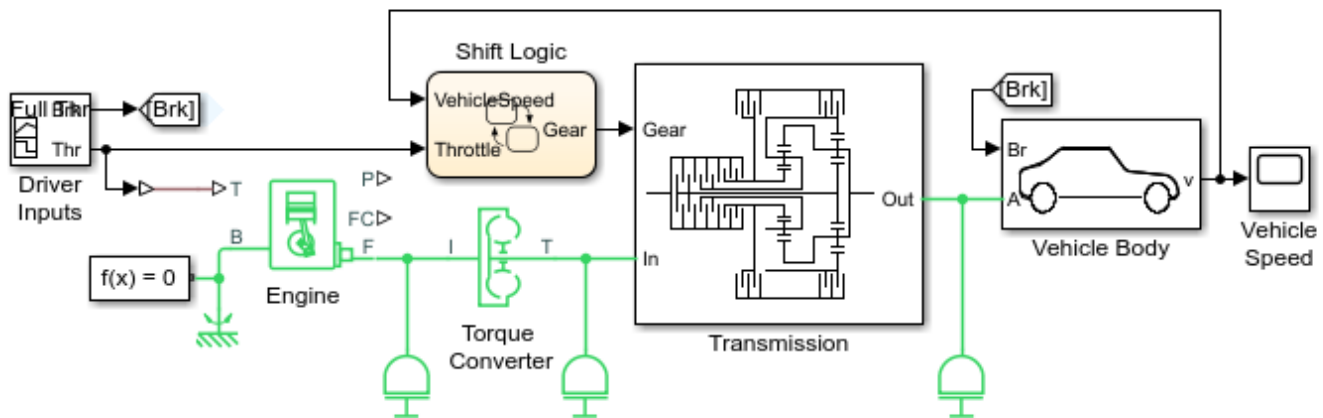 Shift Logic
[Brk]
[Brk]
VehicleSpeed
Gear
Throttle
Thr
Driver
Inputs
T
P
FC
B
F
I
T
f(x) = 0
Engine
Torque
Converter
Gear
In
Out
Transmission
Br
A
v
Vehicle Body
Vehicle
Speed